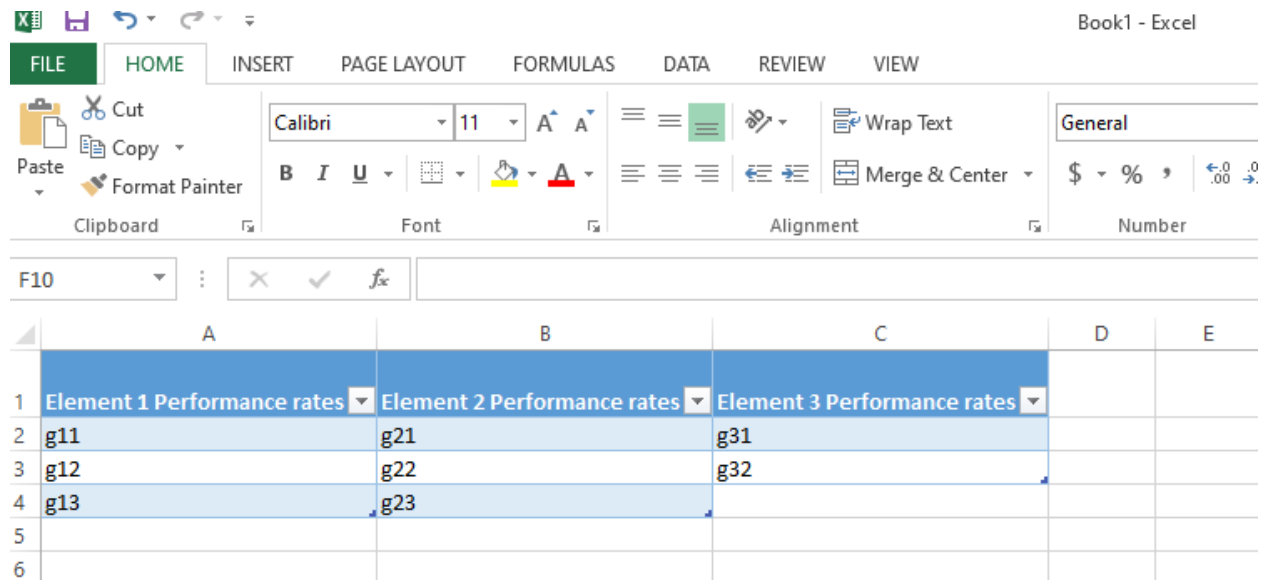 Book1 - Excel
FILE HOME INSERT PAGE LAYOUT FORMULAS DATA REVIEW VIEW
Cut
Copy
Format Painter
Paste
Calibri 11 A A
B I U A
Wrap Text
Merge & Center
General
$ % , .0 .00
Clipboard Font Alignment Number
F10 fx
A B C D E
1 Element 1 Performance rates Element 2 Performance rates Element 3 Performance rates
2 g11 g21 g31
3 g12 g22 g32
4 g13 g23
5
6